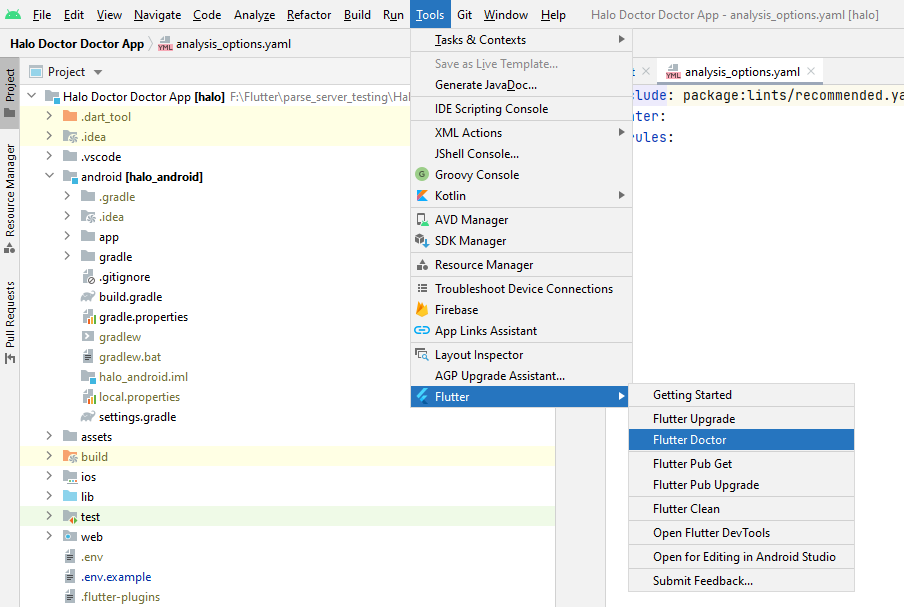 File Edit View Navigate Code Analyze Refactor Build Run Tools Git Window Help Halo Doctor Doctor App - analysis_options.yaml [halo]
Halo Doctor Doctor App analysis_options.yaml
Project
Resource Manager
Pull Requests
Project
Halo Doctor Doctor App [halo] F:\Flutter\parse_server_testing\Hal
.dart_tool
.idea
.vscode
android [halo_android]
.gradle
.idea
app
gradle
.gitignore
build.gradle
gradle.properties
gradlew
gradlew.bat
halo_android.iml
local.properties
settings.gradle
assets
build
ios
lib
test
web
.env
.env.example
.flutter-plugins
Tasks & Contexts
Save as Live Template...
Generate JavaDoc...
IDE Scripting Console
XML Actions
JShell Console...
Groovy Console
Kotlin
AVD Manager
SDK Manager
Resource Manager
Troubleshoot Device Connections
Firebase
App Links Assistant
Layout Inspector
AGP Upgrade Assistant...
Flutter
Getting Started
Flutter Upgrade
Flutter Doctor
Flutter Pub Get
Flutter Pub Upgrade
Flutter Clean
Open Flutter DevTools
Open for Editing in Android Studio
Submit Feedback...
t analysis_options.yaml
lude: package:lints/recommended.ya
ter:
rules: